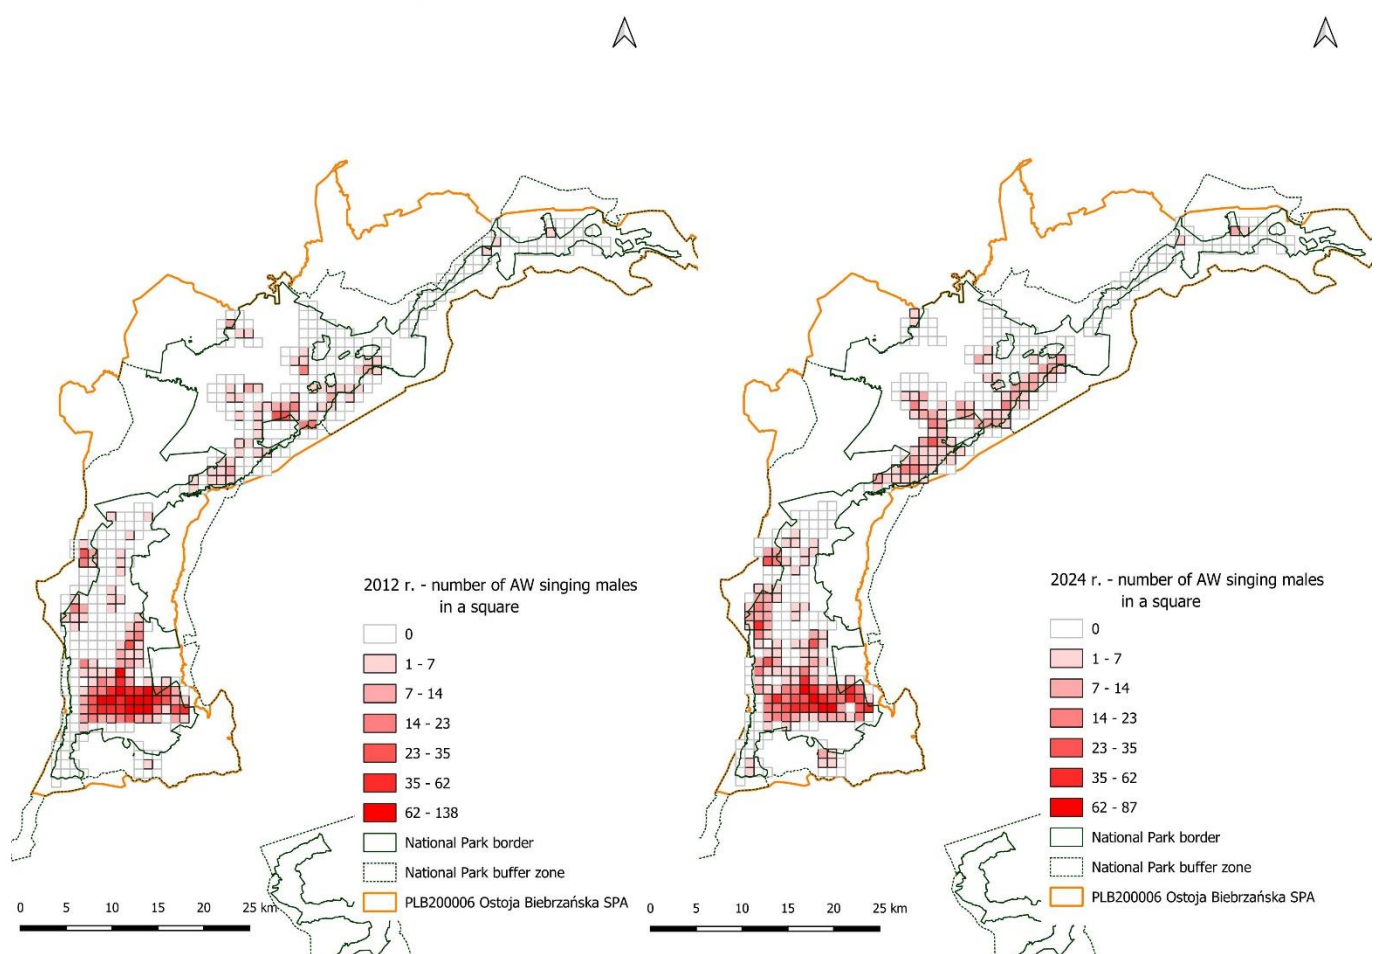 2012 r. - number of AW singing males
in a square
0
1 - 7
7 - 14
14 - 23
23 - 35
35 - 62
62 - 138
National Park border
National Park buffer zone
PLB200006 Ostoja Biebrzańska SPA
0 5 10 15 20 25 km
2024 r. - number of AW singing males
in a square
0
1 - 7
7 - 14
14 - 23
23 - 35
35 - 62
62 - 87
National Park border
National Park buffer zone
PLB200006 Ostoja Biebrzańska SPA
0 5 10 15 20 25 km